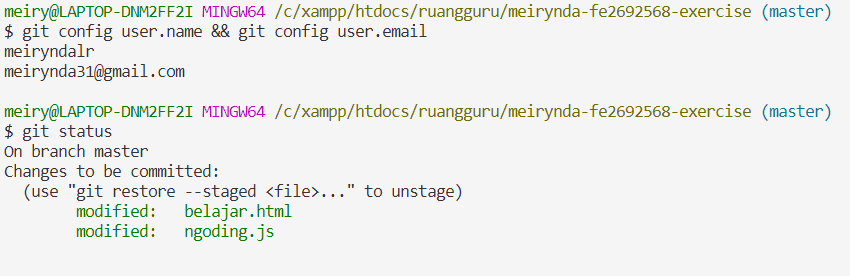 meiry@LAPTOP-DNM2FF2I MINGW64 /c/xampp/htdocs/ruangguru/meirynda-fe2692568-exercise (master)
$ git config user.name && git config user.email
meiryndalr
meirynda31@gmail.com
meiry@LAPTOP-DNM2FF2I MINGW64 /c/xampp/htdocs/ruangguru/meirynda-fe2692568-exercise (master)
$ git status
On branch master
Changes to be committed:
  (use "git restore --staged <file>..." to unstage)
        modified:   belajar.html
        modified:   ngoding.js